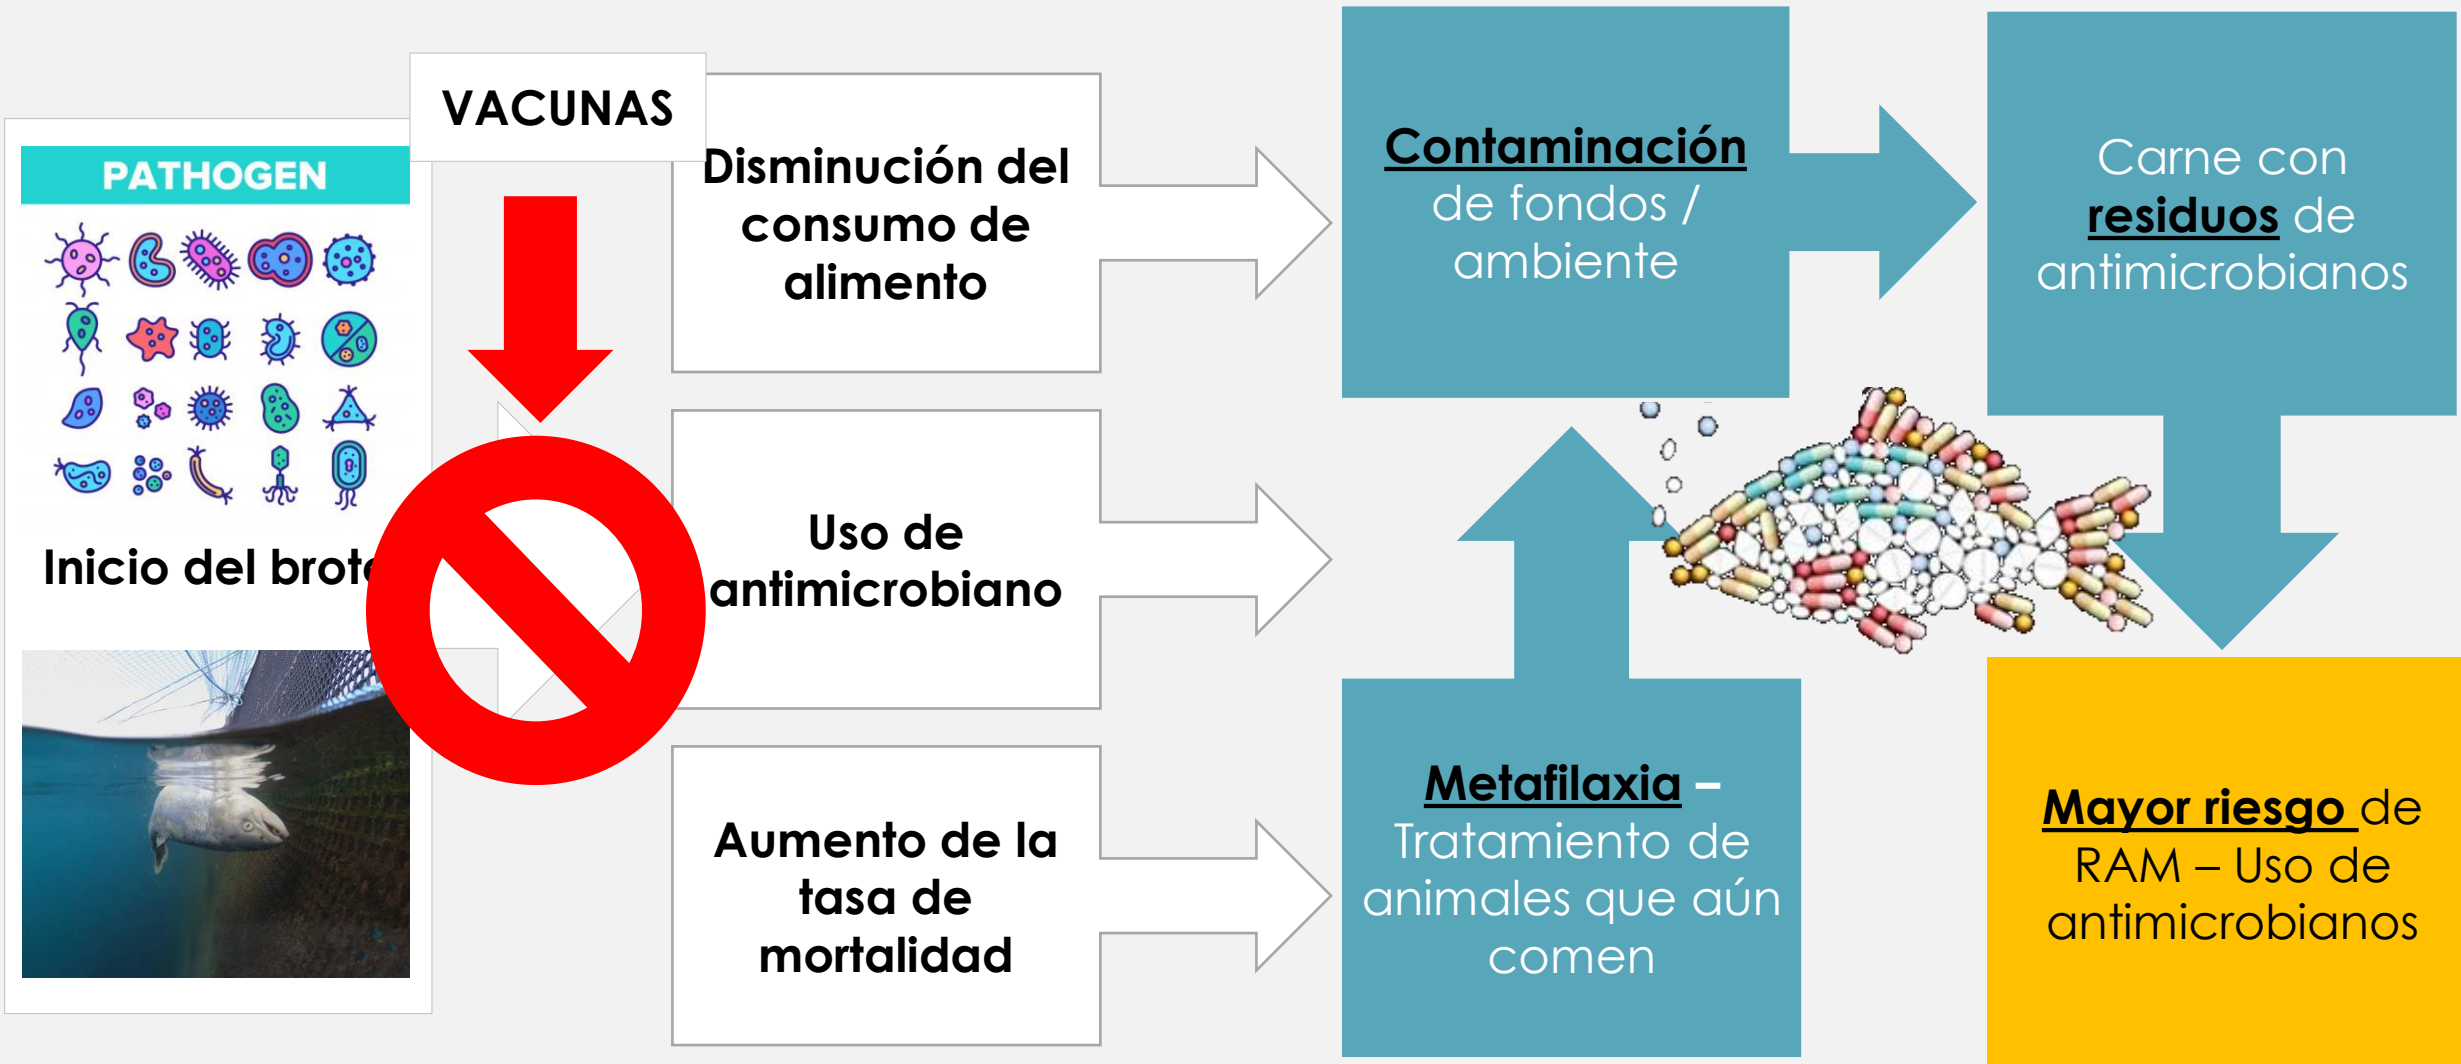 VACUNAS
PATHOGEN
Inicio del brote
Disminución del
consumo de
alimento
Uso de
antimicrobiano
Aumento de la
tasa de
mortalidad
Contaminación
de fondos /
ambiente
Metafilaxia –
Tratamiento de
animales que aún
comen
Carne con
residuos de
antimicrobianos
Mayor riesgo de
RAM – Uso de
antimicrobianos